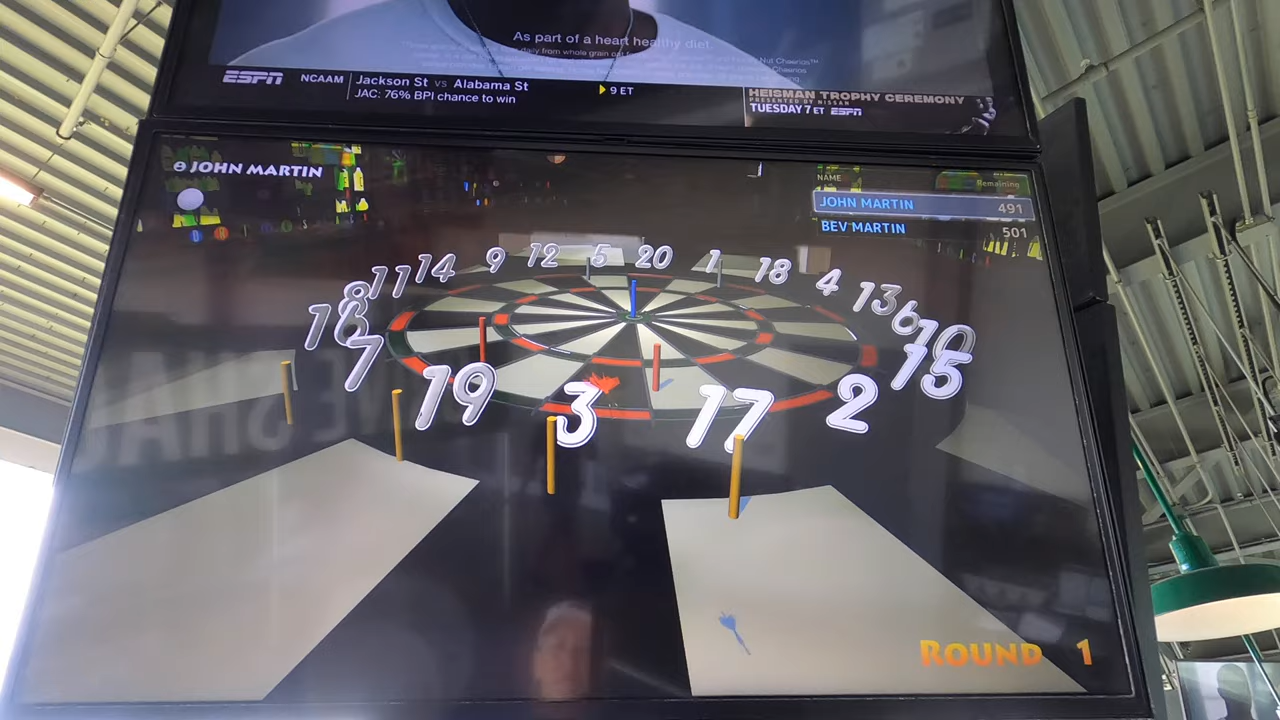 As part of a heart healthy diet.
ESPN
NCAAM
Jackson St vs Alabama St
JAC: 76% BPI chance to win
9 ET
HEISMAN TROPHY CEREMONY
PRESENTED BY NISSAN
TUESDAY 7 ET ESPN
JOHN MARTIN
NAME
Remaining
JOHN MARTIN 491
BEV MARTIN 501
9 12 5 20 1
11 14 18 4
8 13 6
16 10
7 15
19 3 17 2
ROUND 1